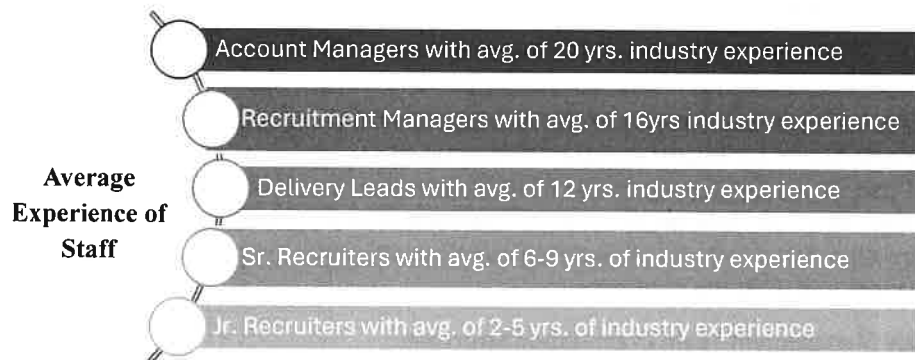 Account Managers with avg. of 20 yrs. industry experience
Recruitment Managers with avg. of 16yrs industry experience
Average
Experience of
Staff
Delivery Leads with avg. of 12 yrs. industry experience
Sr. Recruiters with avg. of 6-9 yrs. of industry experience
Jr. Recruiters with avg. of 2-5 yrs. of industry experience